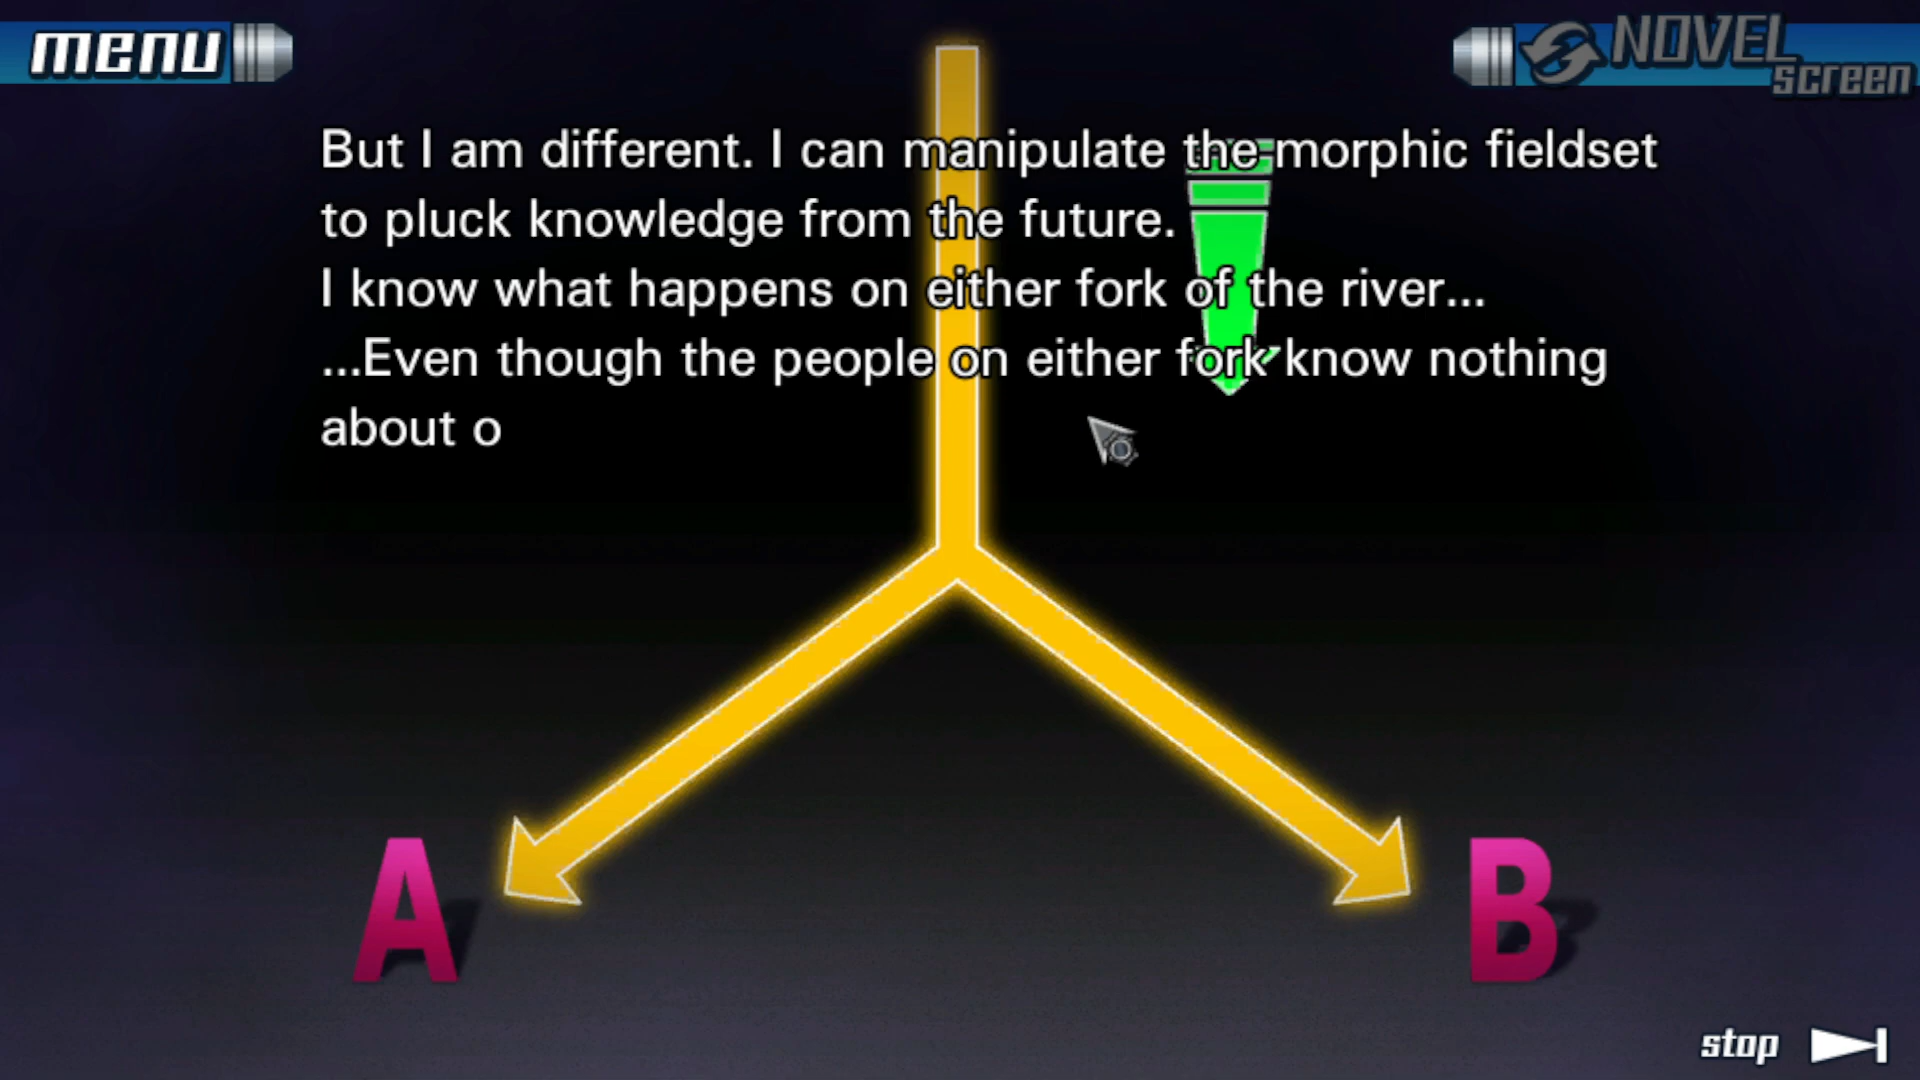 menu
NOVEL
screen
But I am different. I can manipulate the morphic fieldset
to pluck knowledge from the future.
I know what happens on either fork of the river...
...Even though the people on either fork know nothing
about o
A
B
stop